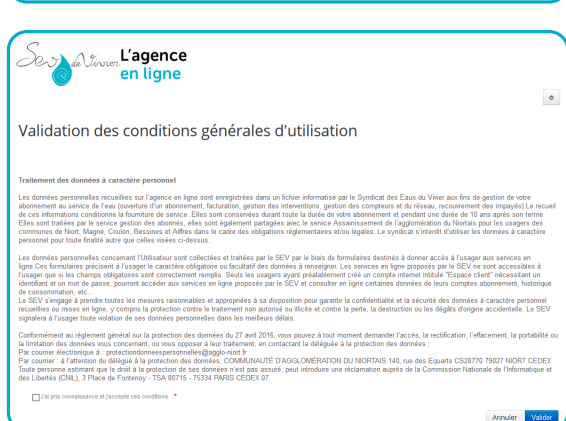 Sev du Vivier L'agence
en ligne
Validation des conditions générales d'utilisation
Traitement des données à caractère personnel
Les données personnelles recueillies sur l'agence en ligne sont enregistrées dans un fichier informatisé par le Syndicat des Eaux du Vivier aux fins de gestion de votre
abonnement au service de l'eau (ouverture d'un abonnement, facturation, gestion des interventions, gestion des compteurs et du réseau, recouvrement des impayés) Le recueil
de ces informations conditionne la fourniture de service. Elles sont conservées durant toute la durée de votre abonnement et pendant une durée de 10 ans après son terme.
Elles sont traitées par le service gestion des abonnés, elles sont également partagées avec le service Assainissement de l'agglomération du Niortais pour les usagers des
communes de Niort, Magné, Coulon, Bessines et Aiffres dans le cadre des obligations réglementaires et/ou légales. Le syndicat s'interdit d'utiliser les données à caractère
personnel pour toute finalité autre que celles visées ci-dessus.
Les données personnelles concernant l'Utilisateur sont collectées et traitées par le SEV par le biais de formulaires destinés à donner accès à l'usager aux services en
ligne.Ces formulaires précisent à l'usager le caractère obligatoire ou facultatif des données à renseigner. Les services en ligne proposés par le SEV ne sont accessibles à
l'usager que si les champs obligatoires sont correctement remplis. Seuls les usagers ayant préalablement créé un compte internet intitulé "Espace client" nécessitant un
identifiant et un mot de passe, pourront accéder aux services en ligne proposés par le SEV et consulter en ligne certaines données de leurs comptes abonnement, historique
de consommation, etc...
Le SEV s'engage à prendre toutes les mesures raisonnables et appropriées à sa disposition pour garantir la confidentialité et la sécurité des données à caractère personnel
recueillies ou mises en ligne, y compris la protection contre le traitement non autorisé ou illicite et contre la perte, la destruction ou les dégâts d'origine accidentelle. Le SEV
signalera à l'usager toute violation de ses données personnelles dans les meilleurs délais.
Conformément au règlement général sur la protection des données du 27 avril 2016, vous pouvez à tout moment demander l'accès, la rectification, l'effacement, la portabilité ou
la limitation des données vous concernant, ou vous opposer à leur traitement, en contactant la déléguée à la protection des données :
Par courrier électronique à : protectiondonneespersonnelles@agglo-niort.fr
Par courrier : à l'attention du délégué à la protection des données, COMMUNAUTÉ D'AGGLOMÉRATION DU NIORTAIS 140, rue des Equarts CS28770 79027 NIORT CEDEX
Toute personne estimant que le droit à la protection de ses données n'est pas assuré, peut introduire une réclamation auprès de la Commission Nationale de l'Informatique et
des Libertés (CNIL), 3 Place de Fontenoy - TSA 80715 - 75334 PARIS CEDEX 07.
J'ai pris connaissance et j'accepte ces conditions. *
Annuler Valider